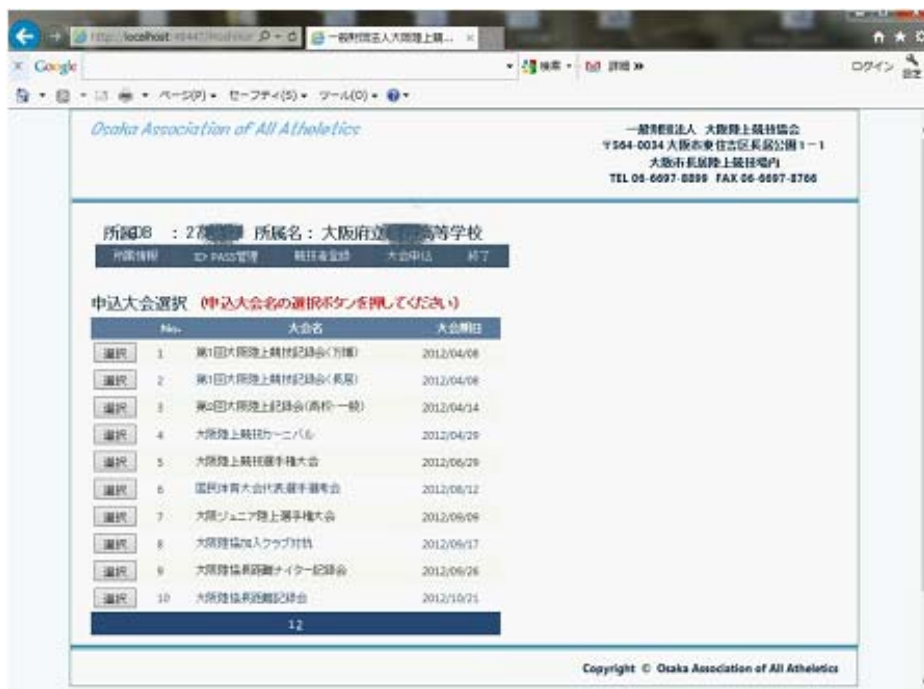 一般財団法人大阪陸上競...
Google
検索
詳細
ログイン
設定
ページ(P)
セーフティ(S)
ツール(O)
Osaka Association of All Atheletics
一般財団法人 大阪陸上競技協会
〒564-0034 大阪市東住吉区長居公園1-1
大阪市長居陸上競技場内
TEL 06-6697-8899 FAX 06-6697-8766
: 27
所属名:大阪府立
高等学校
所属情報 ID・PASS管理 競技者登録 大会申込 終了
申込大会選択 (申込大会名の選択ボタンを押してください)
No. 大会名 大会期日
選択 1 第1回大阪陸上競技記録会(万博) 2012/04/08
選択 2 第1回大阪陸上競技記録会(長居) 2012/04/08
選択 3 第2回大阪陸上記録会(高校・一般) 2012/04/14
選択 4 大阪陸上競技カーニバル 2012/04/29
選択 5 大阪陸上競技選手権大会 2012/06/29
選択 6 国民体育大会代表選手選考会 2012/08/12
選択 7 大阪ジュニア陸上選手権大会 2012/09/09
選択 8 大阪陸協加入クラブ対抗 2012/09/17
選択 9 大阪陸協長距離ナイター記録会 2012/09/26
選択 10 大阪陸協長距離記録会 2012/10/21
1 2
Copyright © Osaka Association of All Atheletics